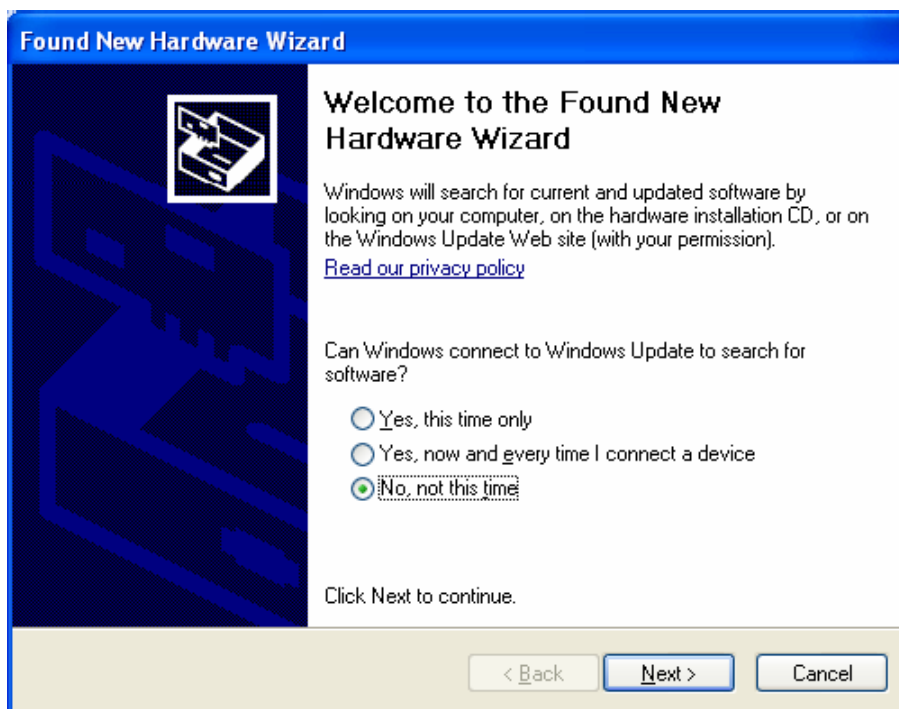 Found New Hardware Wizard
Welcome to the Found New
Hardware Wizard
Windows will search for current and updated software by
looking on your computer, on the hardware installation CD, or on
the Windows Update Web site (with your permission).
Read our privacy policy
Can Windows connect to Windows Update to search for
software?
Yes, this time only
Yes, now and every time I connect a device
No, not this time
Click Next to continue.
< Back
Next >
Cancel